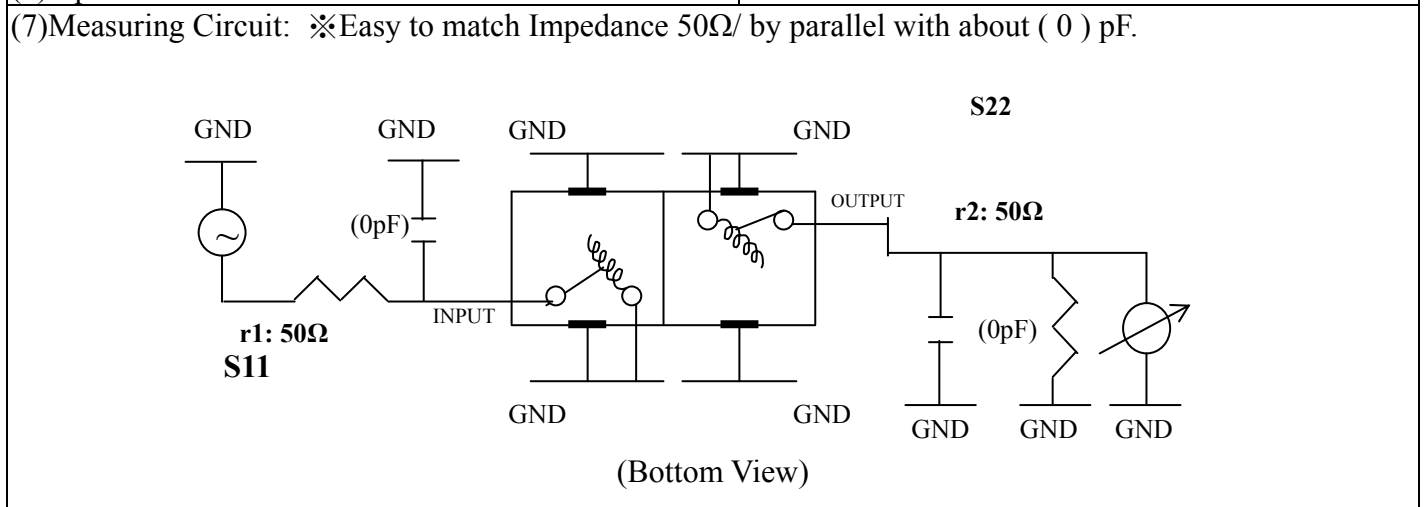 (7)Measuring Circuit: ※Easy to match Impedance 50Ω/ by parallel with about ( 0 ) pF.
S22
GND GND GND GND
OUTPUT
r2: 50Ω
(0pF)
~
INPUT
(0pF)
r1: 50Ω
S11
GND GND
GND GND GND
(Bottom View)